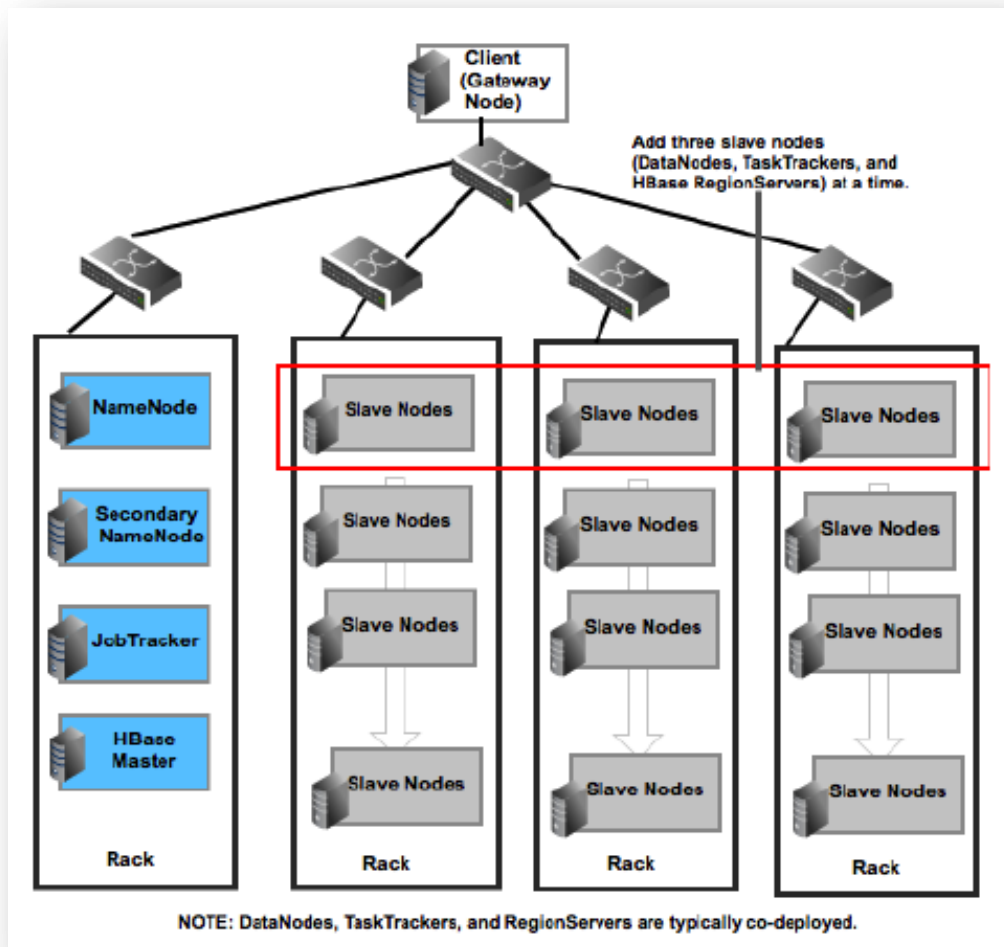 Client
(Gateway
Node)
Add three slave nodes
(DataNodes, TaskTrackers, and
HBase RegionServers) at a time.
NameNode
Secondary
NameNode
JobTracker
HBase
Master
Rack
Slave Nodes
Slave Nodes
Slave Nodes
Slave Nodes
Rack
Slave Nodes
Slave Nodes
Slave Nodes
Slave Nodes
Rack
Slave Nodes
Slave Nodes
Slave Nodes
Slave Nodes
Rack
NOTE: DataNodes, TaskTrackers, and RegionServers are typically co-deployed.